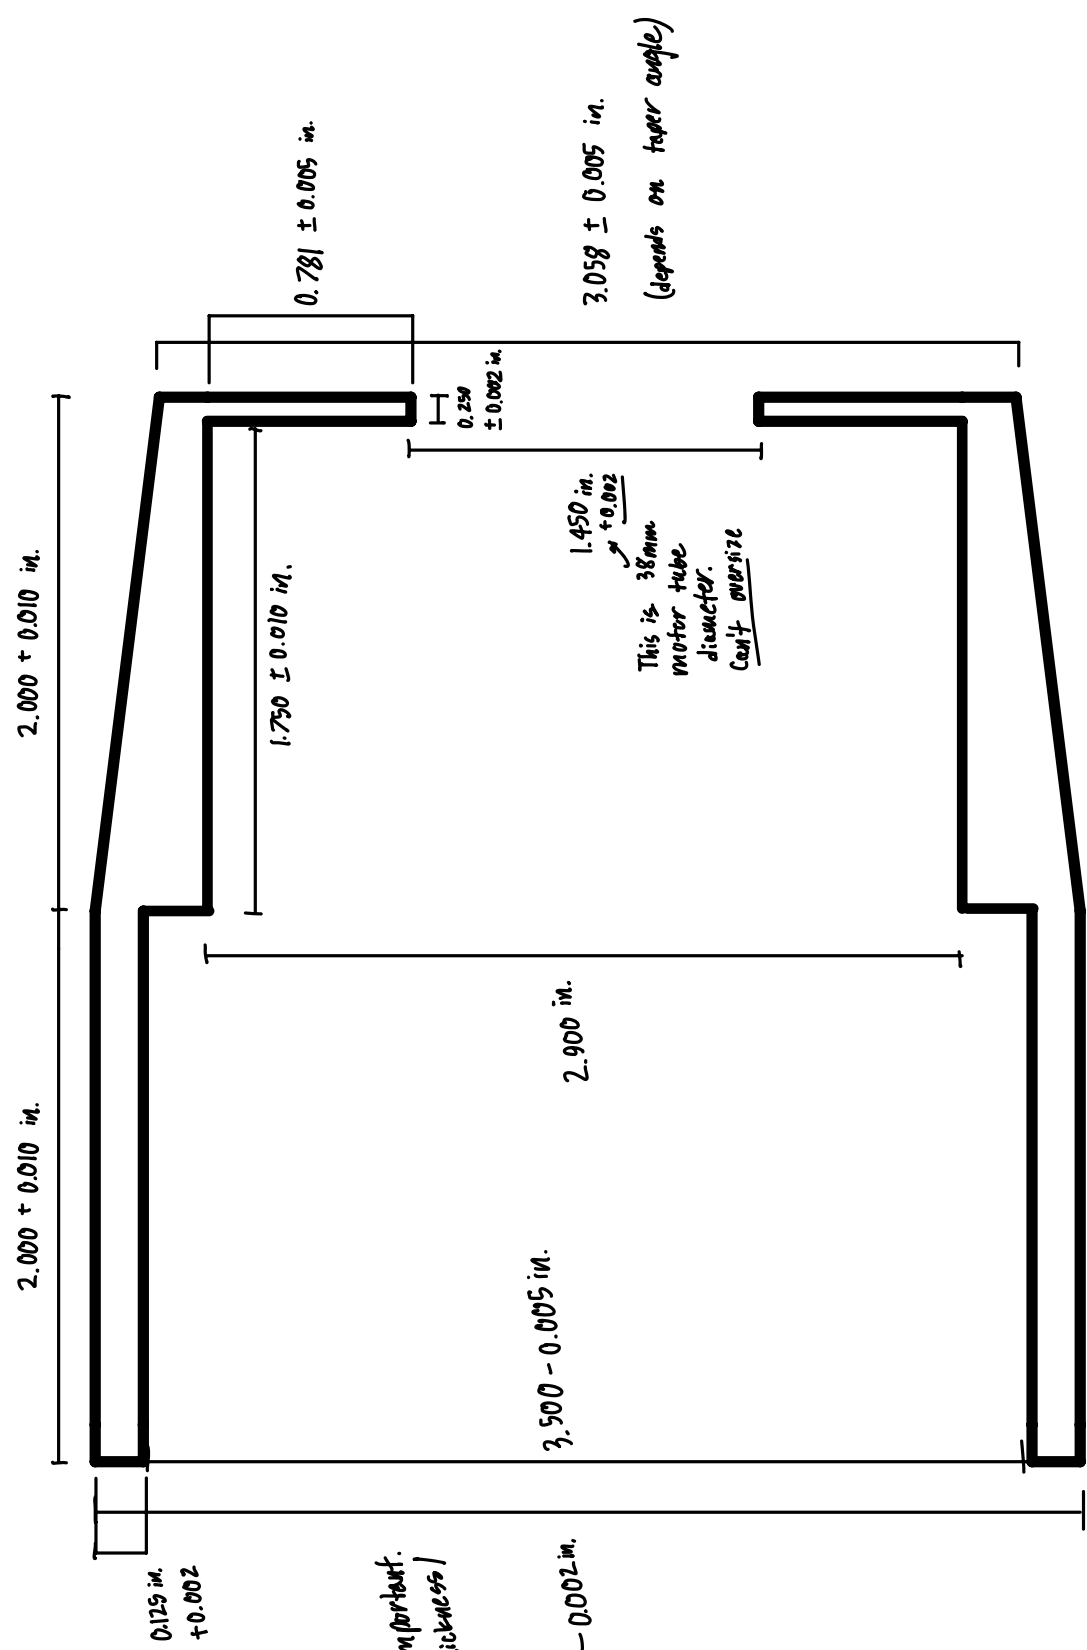 2.000 + 0.010 in.
2.000 + 0.010 in.
0.781 ± 0.005 in.
3.058 ± 0.005 in.
(depends on taper angle)
0.250
± 0.002 in.
1.750 ± 0.010 in.
1.450 in.
+0.002
This is 38mm
motor tube
diameter.
Can't oversize
2.900 in.
3.500 - 0.005 in.
0.125 in.
+0.002
mportant.
ickness)
- 0.002 in.